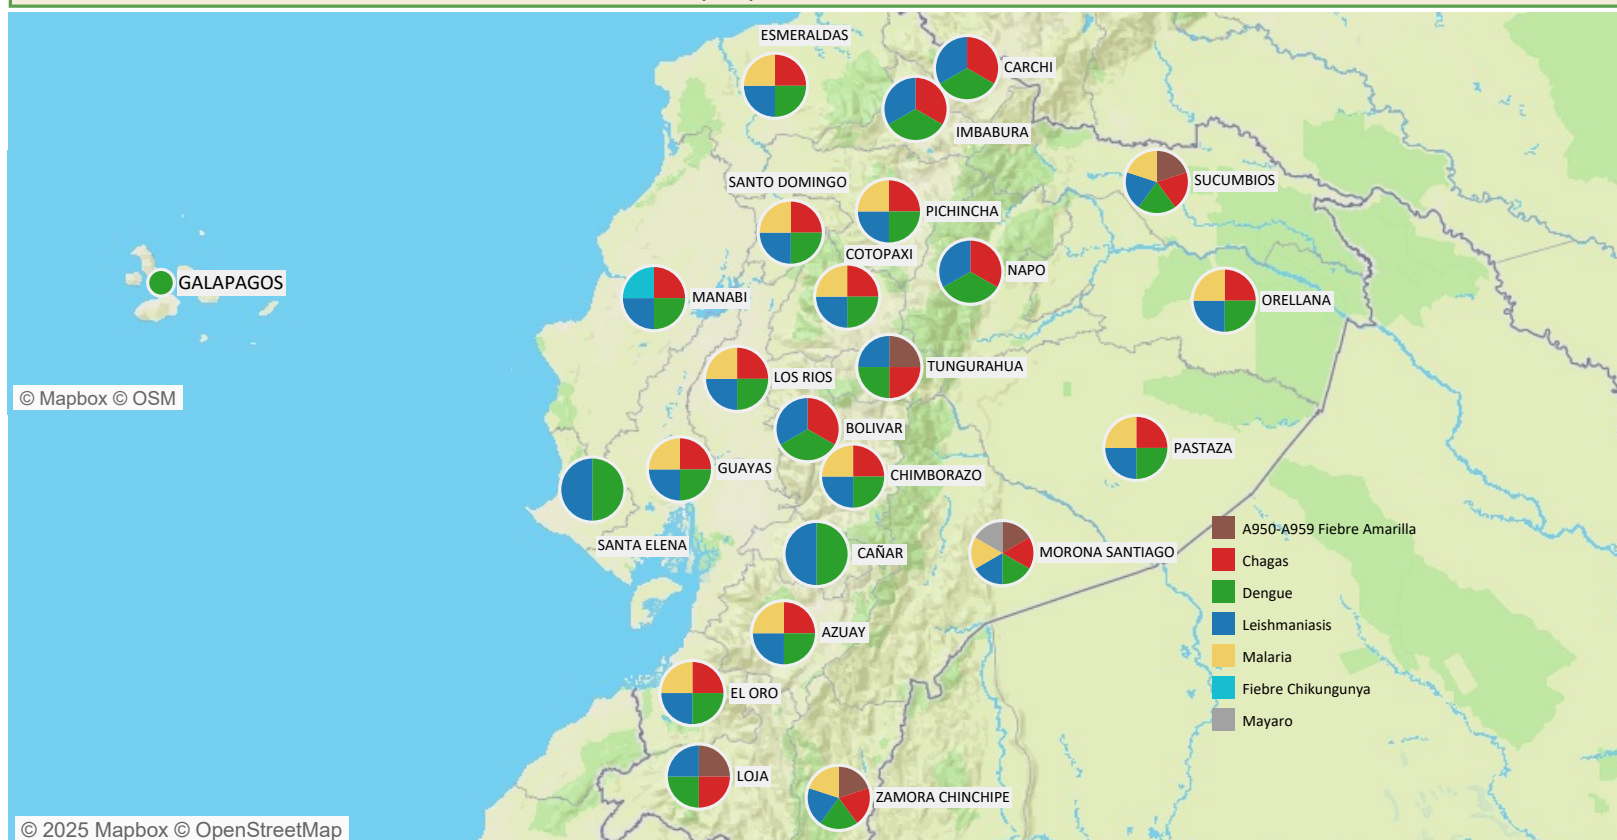 ESMERALDAS
CARCHI
IMBABURA
SANTO DOMINGO
SUCUMBIOS
PICHINCHA
COTOPAXI
NAPO
GALAPAGOS
MANABI
ORELLANA
TUNGURAHUA
LOS RIOS
© Mapbox © OSM
BOLIVAR
PASTAZA
GUAYAS
CHIMBORAZO
SANTA ELENA
CAÑAR
MORONA SANTIAGO
A950-A959 Fiebre Amarilla
Chagas
Dengue
Leishmaniasis
Malaria
Fiebre Chikungunya
Mayaro
AZUAY
EL ORO
LOJA
ZAMORA CHINCHIPE
© 2025 Mapbox © OpenStreetMap